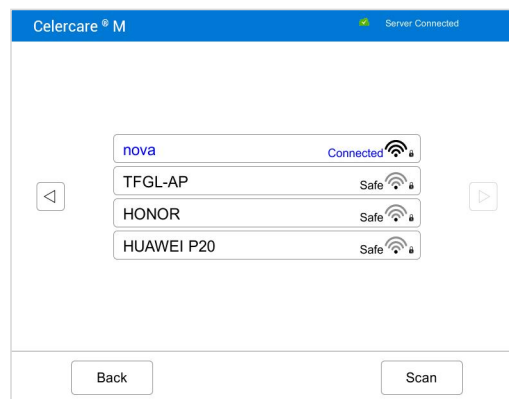 Celercare ® M
Server Connected
nova Connected
TFGL-AP Safe
HONOR Safe
HUAWEI P20 Safe
Back Scan